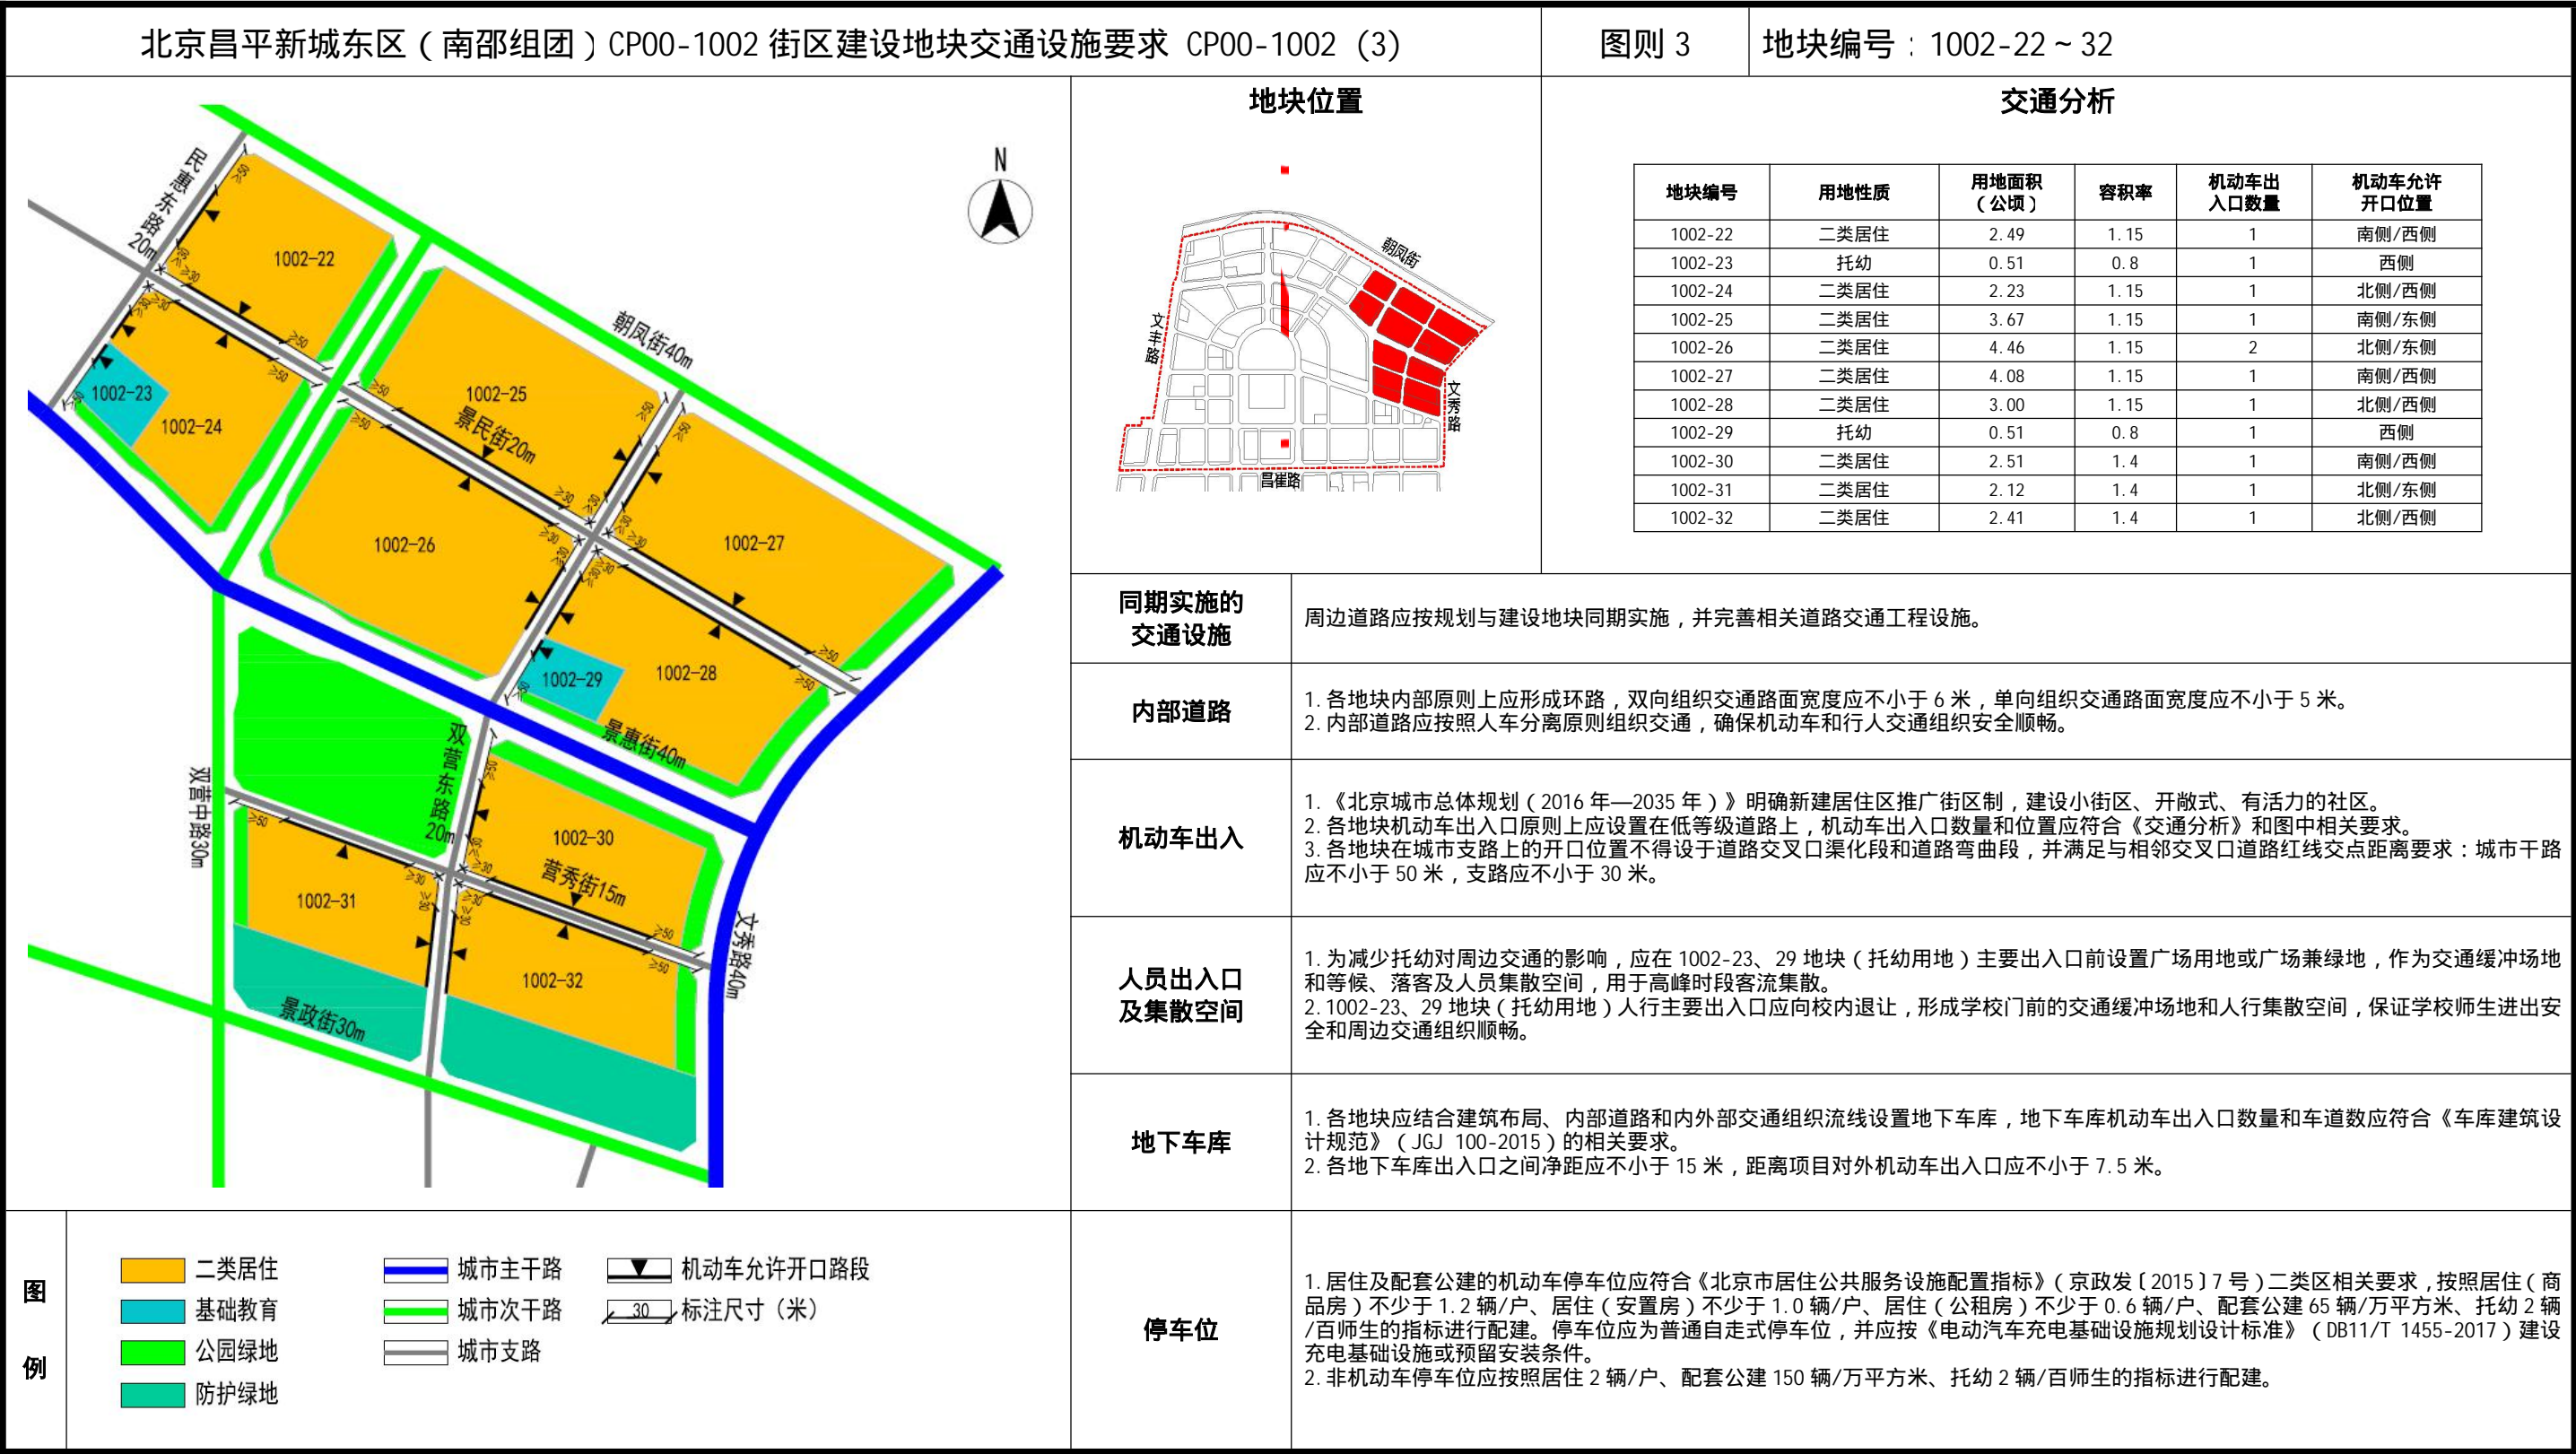 北京昌平新城东区（南邵组团）CP00-1002 街区建设地块交通设施要求 CP00-1002 (3)
图则 3
地块编号：1002-22～32
N
民惠东路20m
朝凤街40m
景民街20m
景惠街40m
双营东路20m
双营中路30m
营秀街15m
文秀路40m
景政街30m
1002-22
1002-23
1002-24
1002-25
1002-26
1002-27
1002-28
1002-29
1002-30
1002-31
1002-32
≥50
≥30
地块位置
朝凤街
文丰路
文秀路
昌崔路
交通分析
地块编号 用地性质 用地面积（公顷） 容积率 机动车出入口数量 机动车允许开口位置
1002-22 二类居住 2.49 1.15 1 南侧/西侧
1002-23 托幼 0.51 0.8 1 西侧
1002-24 二类居住 2.23 1.15 1 北侧/西侧
1002-25 二类居住 3.67 1.15 1 南侧/东侧
1002-26 二类居住 4.46 1.15 2 北侧/东侧
1002-27 二类居住 4.08 1.15 1 南侧/西侧
1002-28 二类居住 3.00 1.15 1 北侧/西侧
1002-29 托幼 0.51 0.8 1 西侧
1002-30 二类居住 2.51 1.4 1 南侧/西侧
1002-31 二类居住 2.12 1.4 1 北侧/东侧
1002-32 二类居住 2.41 1.4 1 北侧/西侧
同期实施的
交通设施
周边道路应按规划与建设地块同期实施，并完善相关道路交通工程设施。
内部道路
1. 各地块内部原则上应形成环路，双向组织交通路面宽度应不小于 6 米，单向组织交通路面宽度应不小于 5 米。
2. 内部道路应按照人车分离原则组织交通，确保机动车和行人交通组织安全顺畅。
机动车出入
1. 《北京城市总体规划（2016 年—2035 年）》明确新建居住区推广街区制，建设小街区、开敞式、有活力的社区。
2. 各地块机动车出入口原则上应设置在低等级道路上，机动车出入口数量和位置应符合《交通分析》和图中相关要求。
3. 各地块在城市支路上的开口位置不得设于道路交叉口渠化段和道路弯曲段，并满足与相邻交叉口道路红线交点距离要求：城市干路
应不小于 50 米，支路应不小于 30 米。
人员出入口
及集散空间
1. 为减少托幼对周边交通的影响，应在 1002-23、29 地块（托幼用地）主要出入口前设置广场用地或广场兼绿地，作为交通缓冲场地
和等候、落客及人员集散空间，用于高峰时段客流集散。
2. 1002-23、29 地块（托幼用地）人行主要出入口应向校内退让，形成学校门前的交通缓冲场地和人行集散空间，保证学校师生进出安
全和周边交通组织顺畅。
地下车库
1. 各地块应结合建筑布局、内部道路和内外部交通组织流线设置地下车库，地下车库机动车出入口数量和车道数应符合《车库建筑设
计规范》（JGJ 100-2015）的相关要求。
2. 各地下车库出入口之间净距应不小于 15 米，距离项目对外机动车出入口应不小于 7.5 米。
停车位
1. 居住及配套公建的机动车停车位应符合《北京市居住公共服务设施配置指标》（京政发〔2015〕7 号）二类区相关要求，按照居住（商
品房）不少于 1.2 辆/户、居住（安置房）不少于 1.0 辆/户、居住（公租房）不少于 0.6 辆/户、配套公建 65 辆/万平方米、托幼 2 辆
/百师生的指标进行配建。停车位应为普通自走式停车位，并应按《电动汽车充电基础设施规划设计标准》（DB11/T 1455-2017）建设
充电基础设施或预留安装条件。
2. 非机动车停车位应按照居住 2 辆/户、配套公建 150 辆/万平方米、托幼 2 辆/百师生的指标进行配建。
图例
二类居住
基础教育
公园绿地
防护绿地
城市主干路
城市次干路
城市支路
机动车允许开口路段
30 标注尺寸（米）